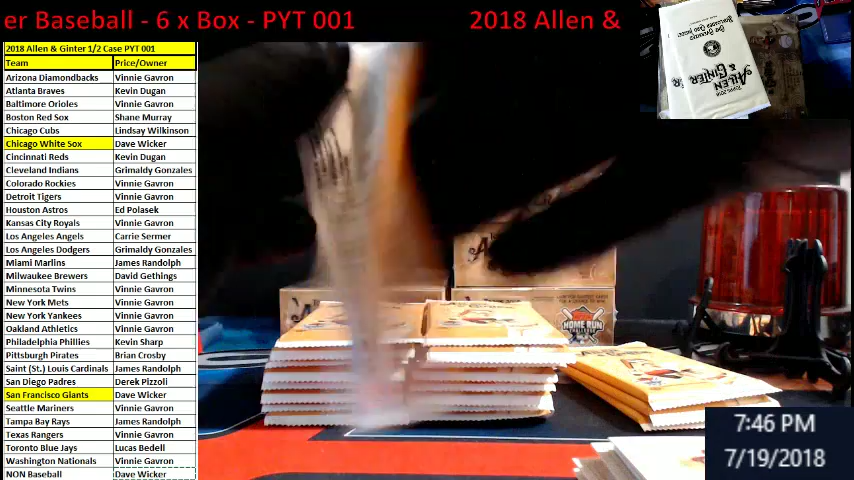 er Baseball - 6 x Box - PYT 001 2018 Allen &
2018 Allen & Ginter 1/2 Case PYT 001
Team Price/Owner
Arizona Diamondbacks Vinnie Gavron
Atlanta Braves Kevin Dugan
Baltimore Orioles Vinnie Gavron
Boston Red Sox Shane Murray
Chicago Cubs Lindsay Wilkinson
Chicago White Sox Dave Wicker
Cincinnati Reds Kevin Dugan
Cleveland Indians Grimaldy Gonzales
Colorado Rockies Vinnie Gavron
Detroit Tigers Vinnie Gavron
Houston Astros Ed Polasek
Kansas City Royals Vinnie Gavron
Los Angeles Angels Carrie Sermer
Los Angeles Dodgers Grimaldy Gonzales
Miami Marlins James Randolph
Milwaukee Brewers David Gethings
Minnesota Twins Vinnie Gavron
New York Mets Vinnie Gavron
New York Yankees Vinnie Gavron
Oakland Athletics Vinnie Gavron
Philadelphia Phillies Kevin Sharp
Pittsburgh Pirates Brian Crosby
Saint (St.) Louis Cardinals James Randolph
San Diego Padres Derek Pizzoli
San Francisco Giants Dave Wicker
Seattle Mariners Vinnie Gavron
Tampa Bay Rays James Randolph
Texas Rangers Vinnie Gavron
Toronto Blue Jays Lucas Bedell
Washington Nationals Vinnie Gavron
NON Baseball Dave Wicker
ALLEN
& GINTER
HOME RUN
7:46 PM
7/19/2018